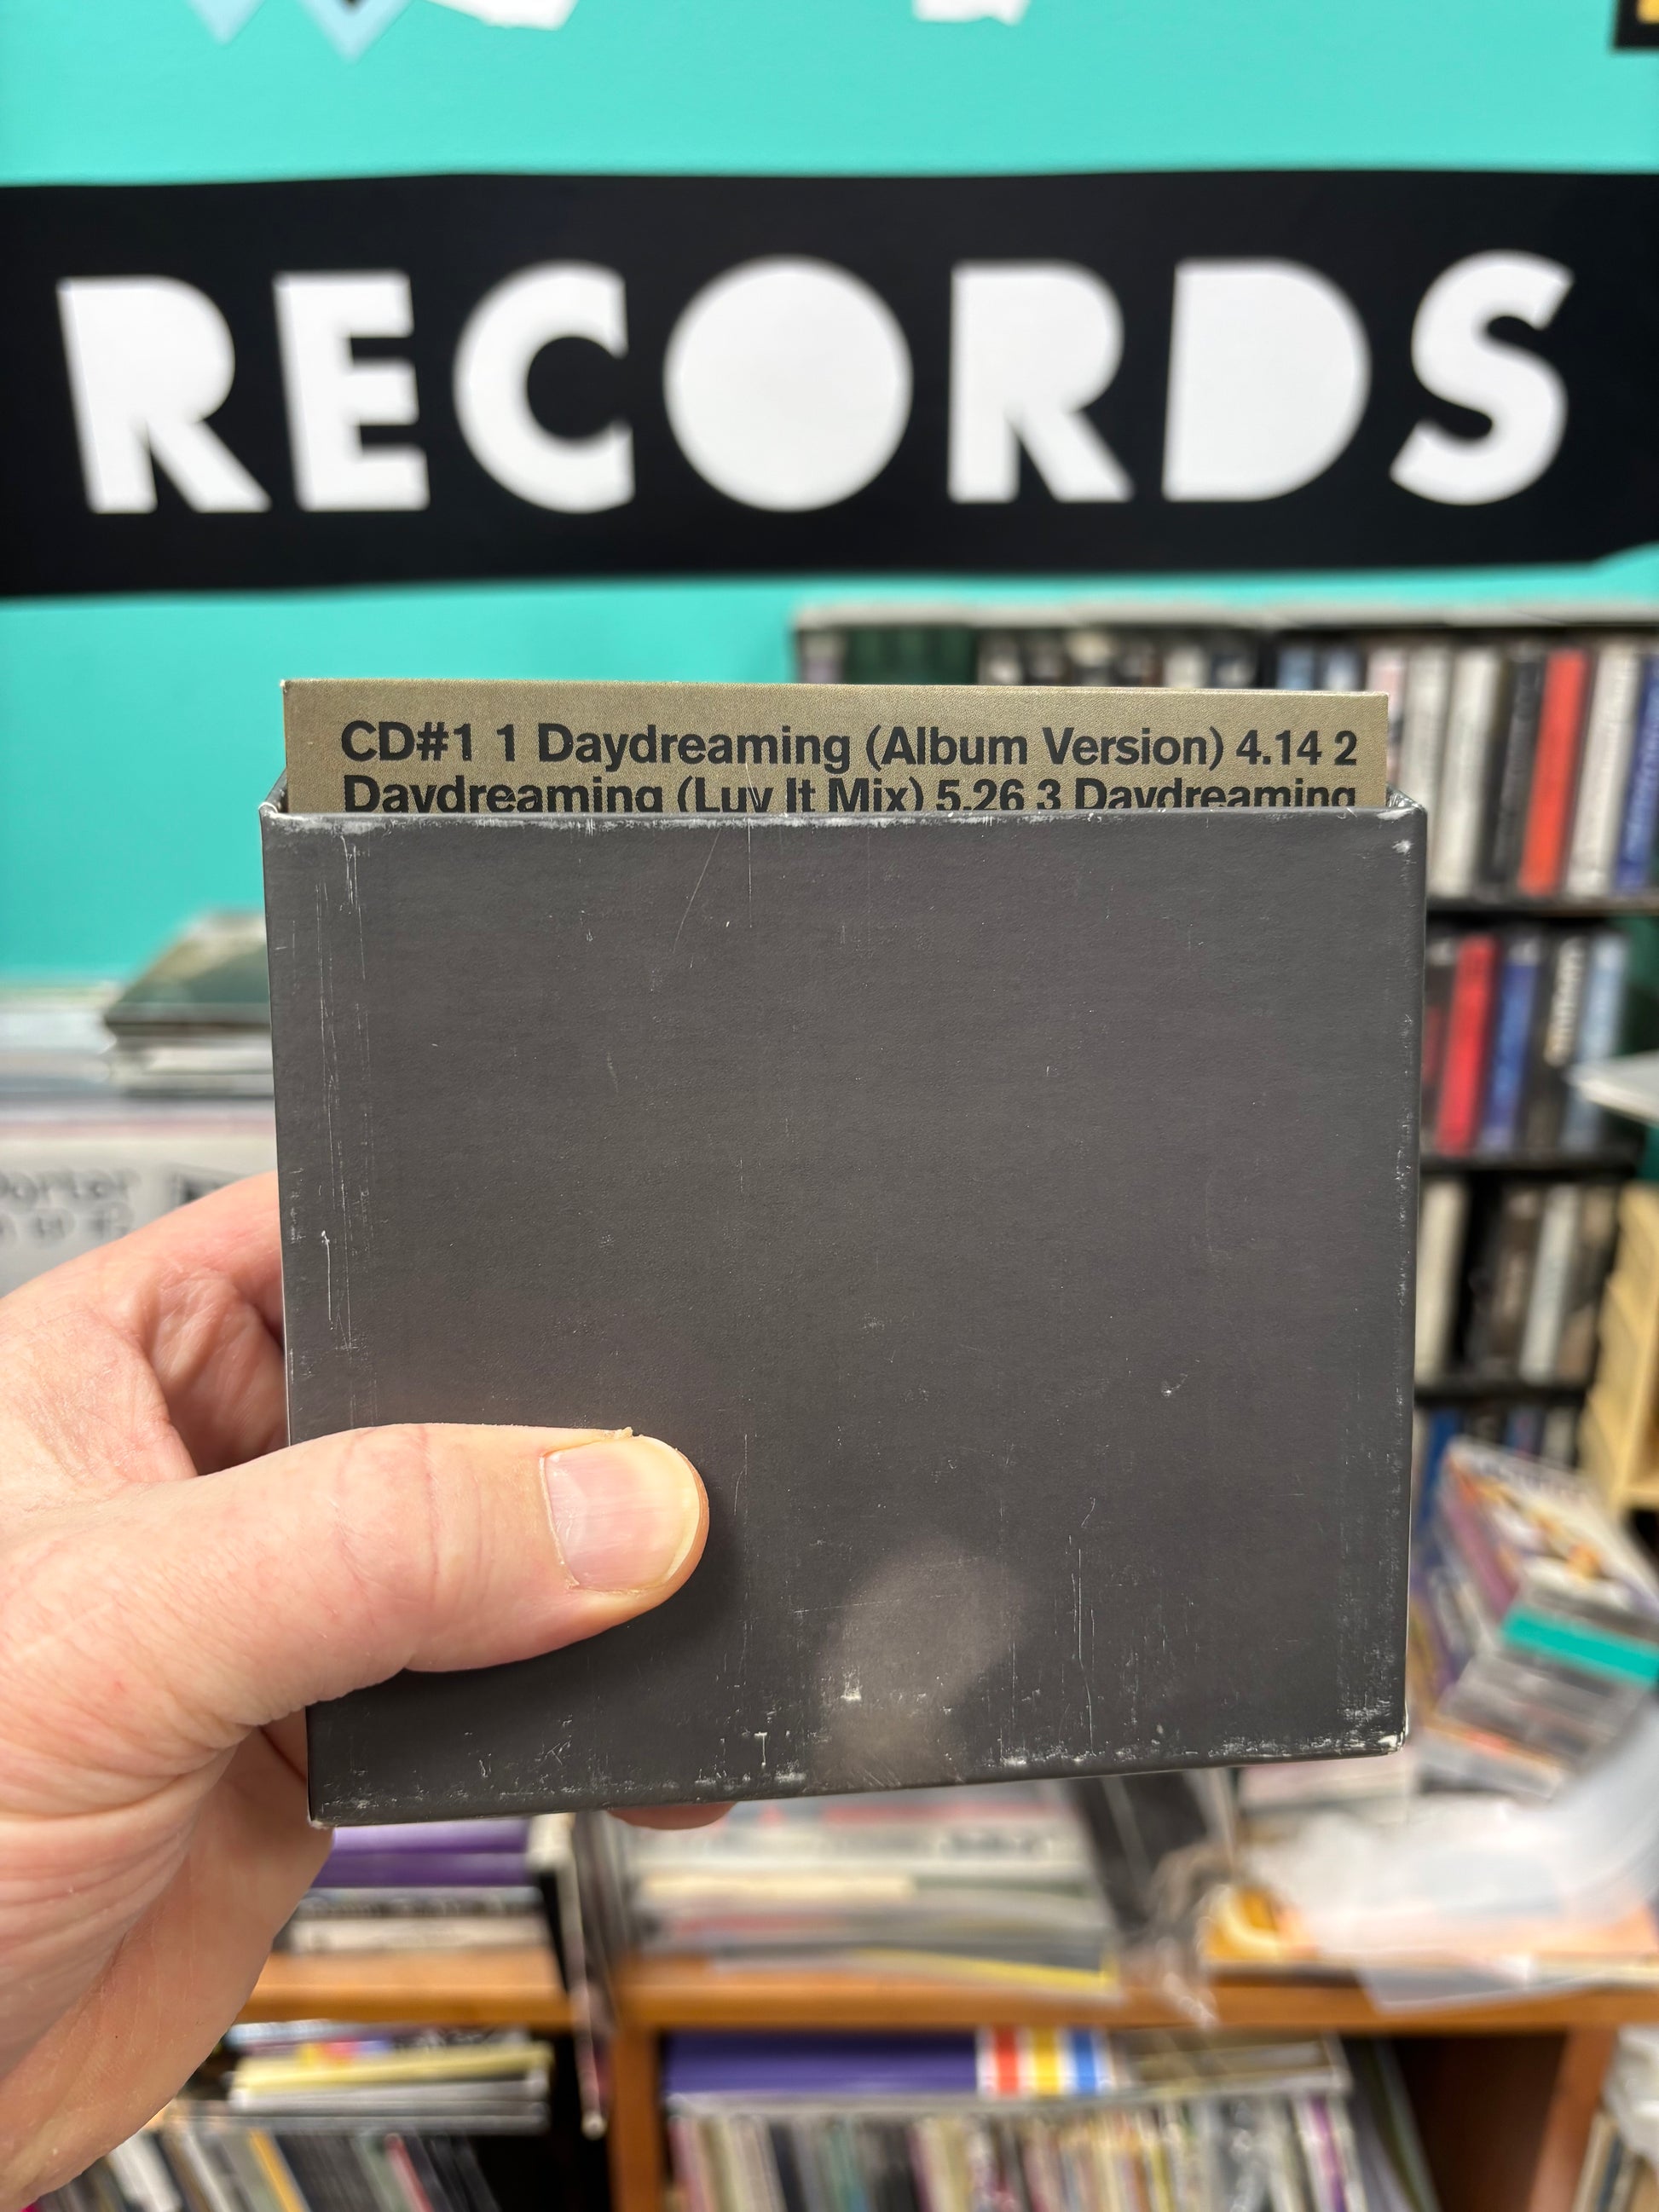 RECORDS
CD#1 1 Daydreaming (Album Version) 4.14 2
Daydreaming (Luv It Mix) 5.26 3 Daydreaming